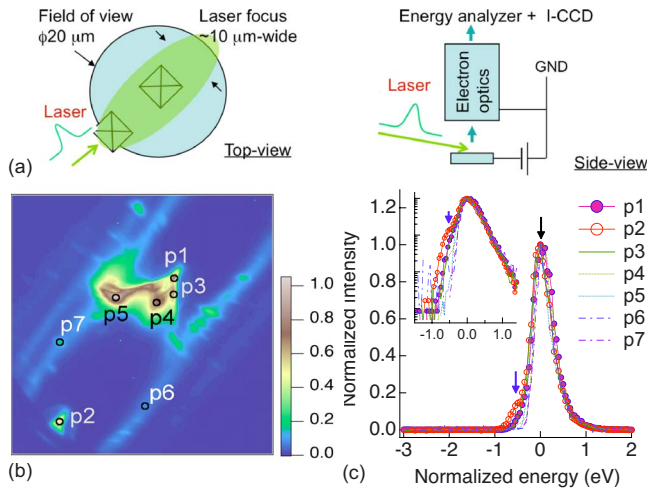 Field of view
ϕ20 μm
Laser focus
~10 μm-wide
Laser
Top-view
(a)
Energy analyzer + I-CCD
GND
Laser
Electron
optics
Side-view
p1
p3
p5
p4
p7
p6
p2
1.0
0.8
0.6
0.4
0.2
0.0
(b)
Normalized intensity
1.2
1.0
0.8
0.6
0.4
0.2
0.0
-1.0
0.0
1.0
p1
p2
p3
p4
p5
p6
p7
-3
-2
-1
0
1
2
Normalized energy (eV)
(c)